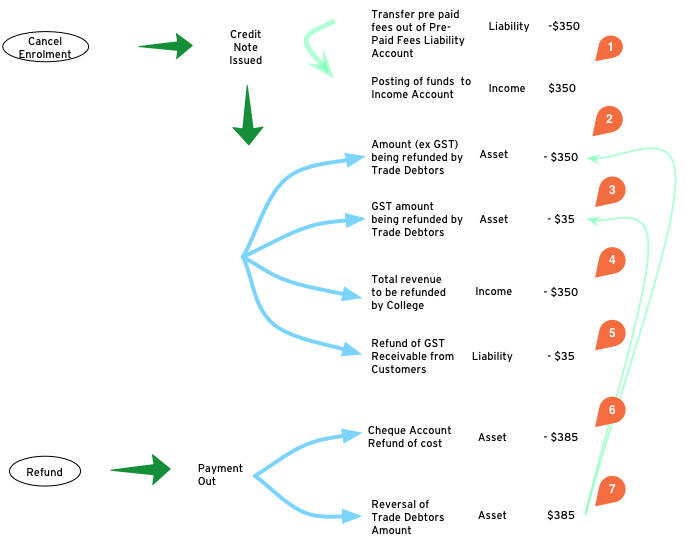 Cancel
Enrolment
Credit
Note
Issued
Transfer pre paid
fees out of Pre-
Paid Fees Liability
Account
Liability
-$350
1
Posting of funds to
Income Account
Income
$350
2
Amount (ex GST)
being refunded by
Trade Debtors
Asset
- $350
3
GST amount
being refunded by
Trade Debtors
Asset
- $35
4
Total revenue
to be refunded
by College
Income
- $350
5
Refund of GST
Receivable from
Customers
Liability
- $35
6
Refund
Payment
Out
Cheque Account
Refund of cost
Asset
- $385
7
Reversal of
Trade Debtors
Amount
Asset
$385